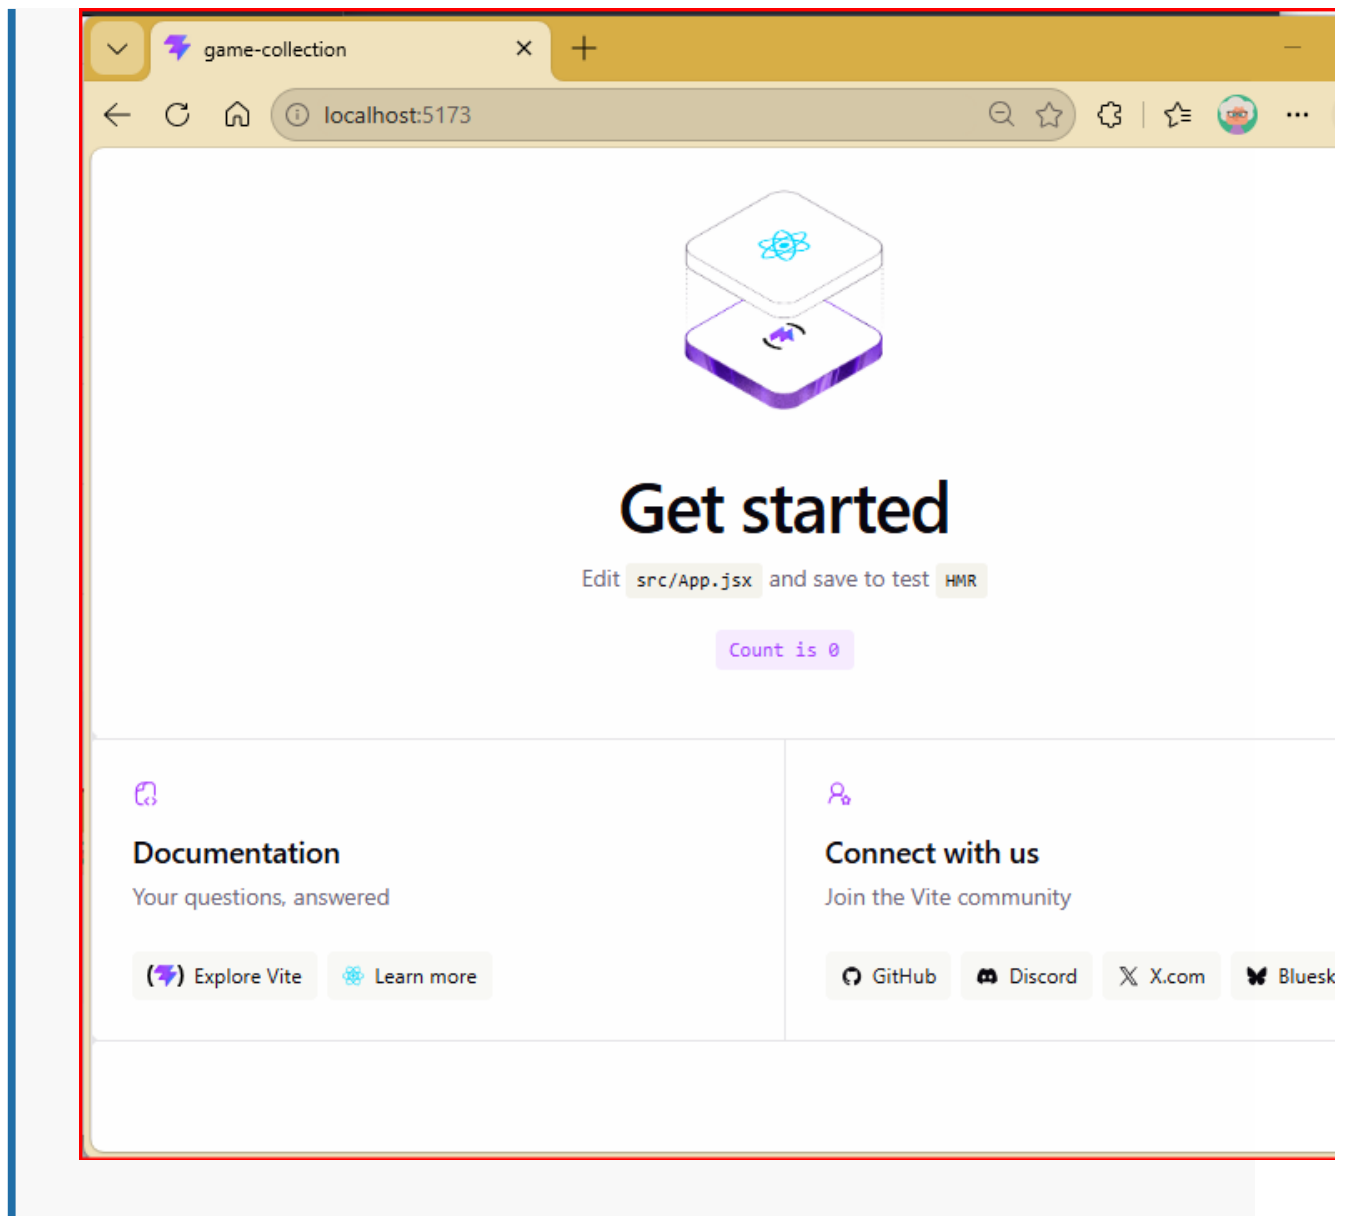 game-collection
localhost:5173
Get started
Edit src/App.jsx and save to test HMR
Count is 0
Documentation
Your questions, answered
Explore Vite
Learn more
Connect with us
Join the Vite community
GitHub
Discord
X.com
Bluesk